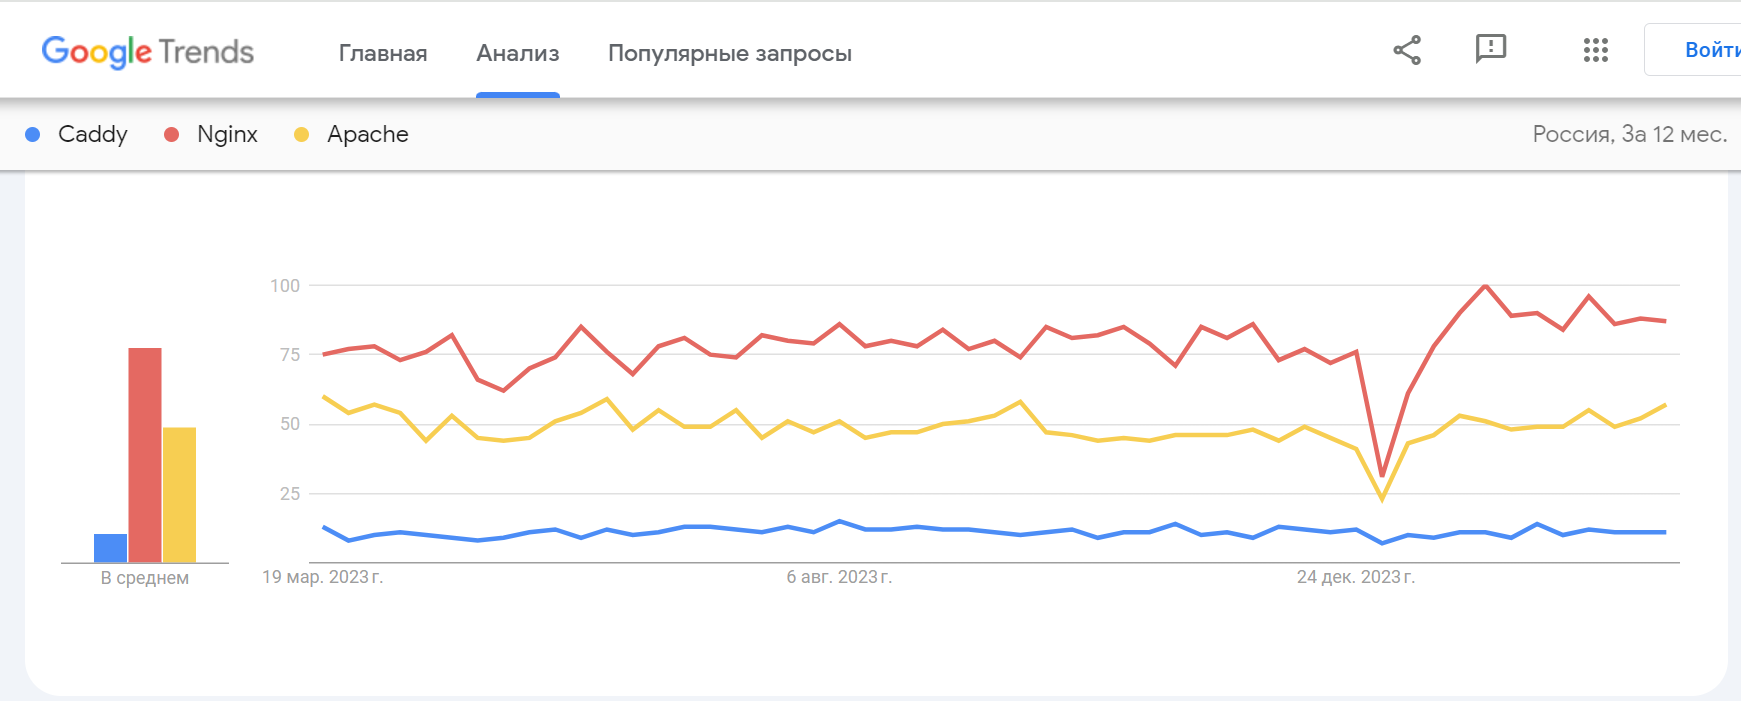 Google Trends
Главная Анализ Популярные запросы
Войти
Caddy Nginx Apache
Россия, За 12 мес.
100
75
50
25
В среднем
19 мар. 2023 г. 6 авг. 2023 г. 24 дек. 2023 г.